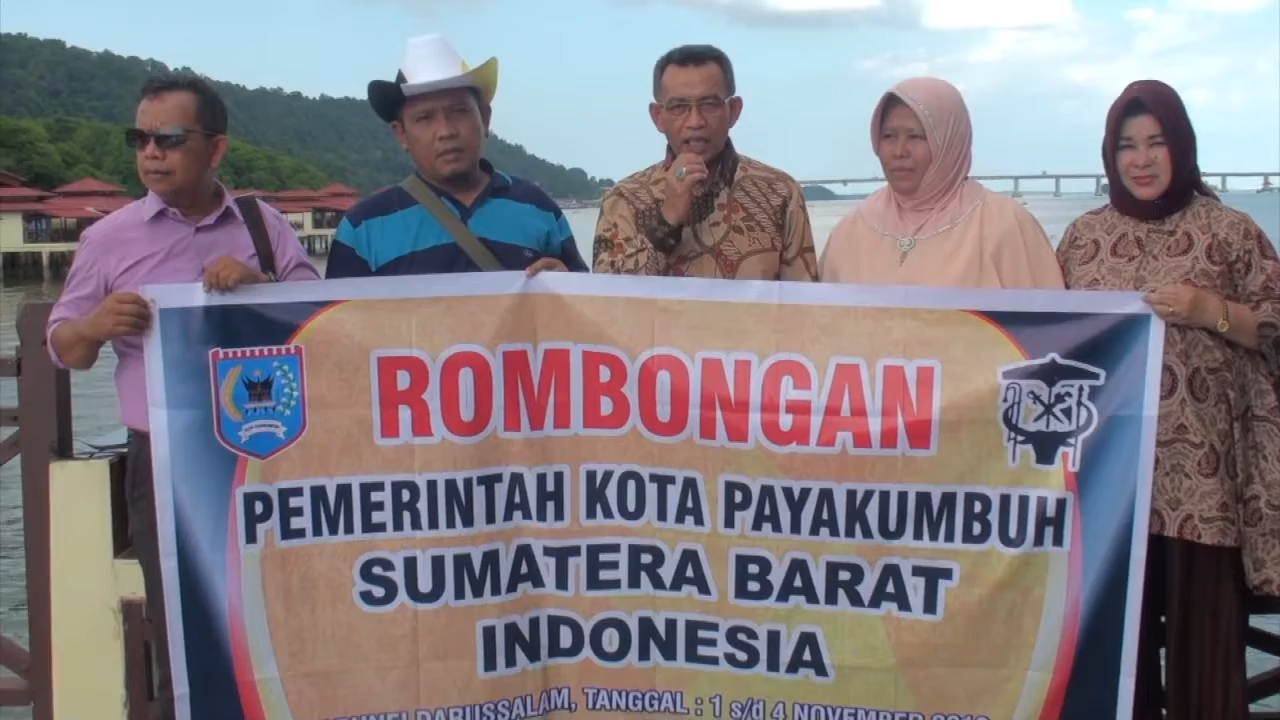 ROMBONGAN
PEMERINTAH KOTA PAYAKUMBUH
SUMATERA BARAT
INDONESIA
DARUSSALAM, TANGGAL : 1 s/d 4 NOVEMBER